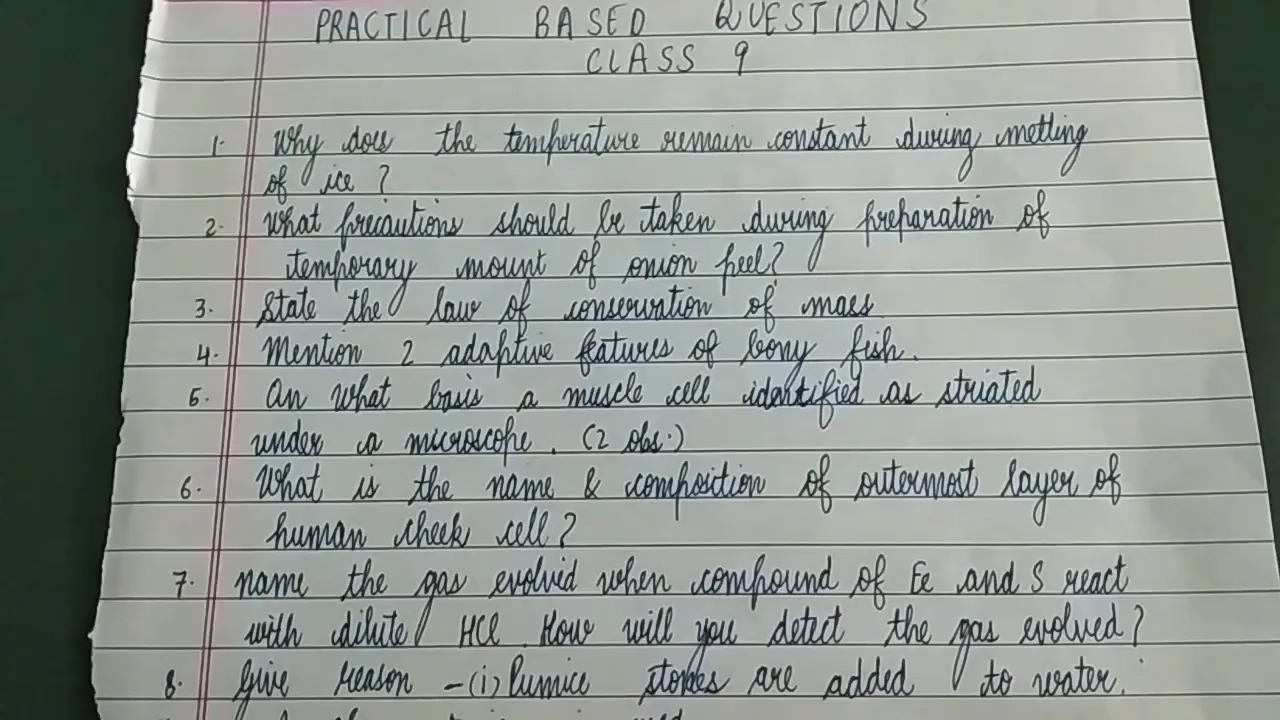 PRACTICAL BASED QUESTIONS
CLASS 9
1. Why does the temperature remain constant during melting
of ice ?
2. What precautions should be taken during preparation of
temporary mount of onion peel?
3. State the law of conservation of mass
4. Mention 2 adaptive features of bony fish.
5. On what basis a muscle cell identified as striated
under a microscope. (2 obs.)
6. What is the name & composition of outermost layer of
human cheek cell?
7. name the gas evolved when compound of Fe and S react
with dilute HCl. How will you detect the gas evolved?
8. Give reason -(i) Pumice stones are added to water.